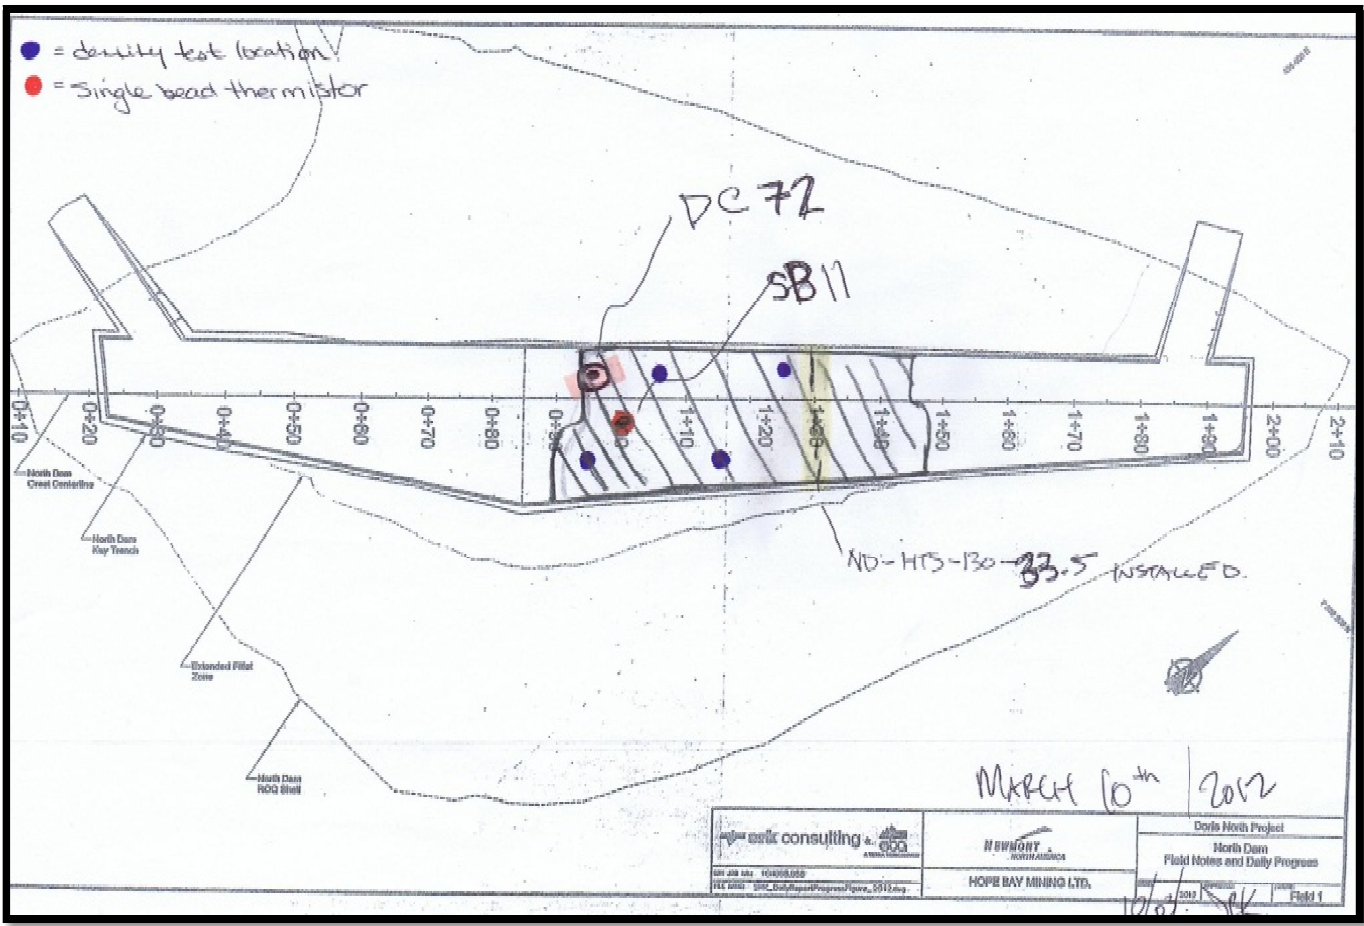 = density test location
= Single bead thermistor
DC 72
SB11
0+10
0+20
0+30
0+40
0+50
0+60
0+70
0+80
1+10
1+20
1+30
1+40
1+50
1+60
1+70
1+80
1+90
2+00
2+10
North Dam
Crest Centerline
North Dam
Key Trench
Extended Fillet
Zone
North Dam
ROQ Shell
ND-HTS-130-33.5 INSTALLED.
MARCH 10th / 2012
srk consulting &
eba
NEWMONT
NORTH AMERICA
HOPE BAY MINING LTD.
Doris North Project
North Dam
Field Notes and Daily Progress
2012
Field 1